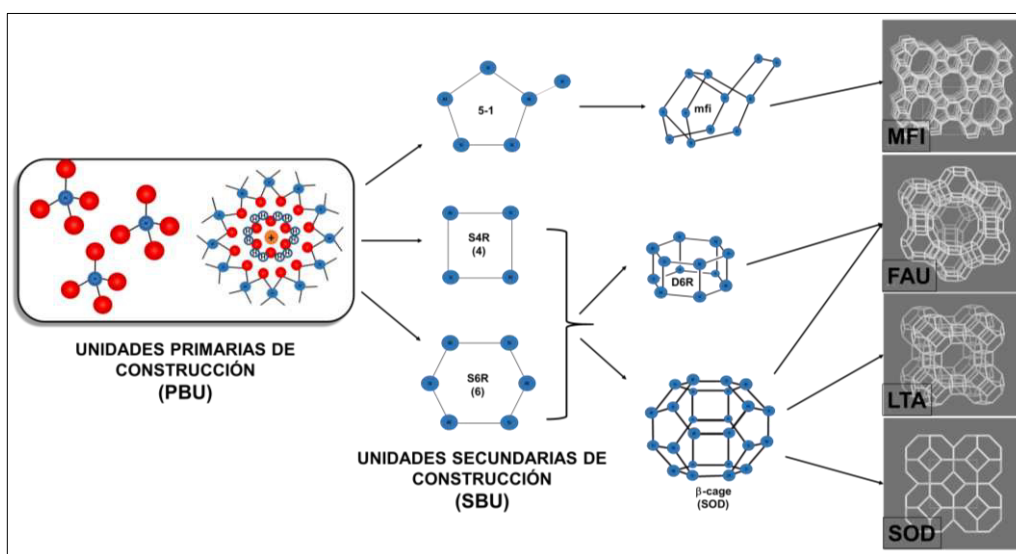 UNIDADES PRIMARIAS DE
CONSTRUCCIÓN
(PBU)
5-1
S4R
(4)
S6R
(6)
UNIDADES SECUNDARIAS DE
CONSTRUCCIÓN
(SBU)
mfi
D6R
β-cage
(SOD)
MFI
FAU
LTA
SOD